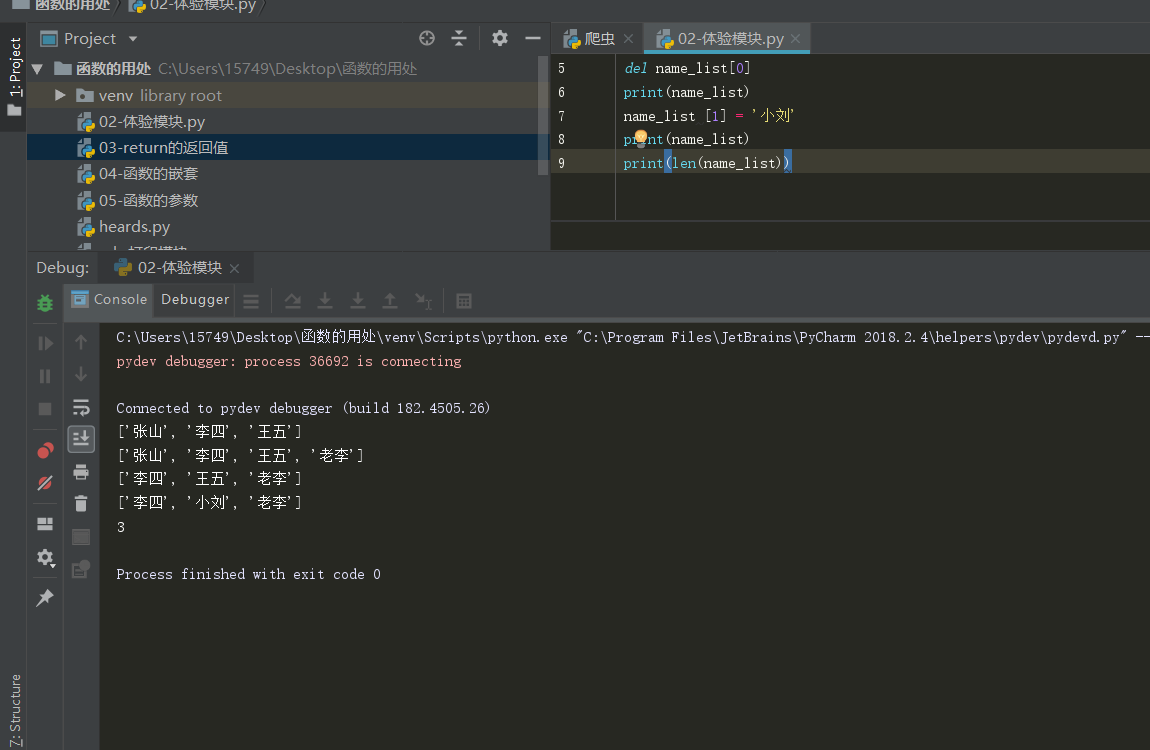 函数的用处 02-体验模块.py
1: Project
Project
函数的用处 C:\Users\15749\Desktop\函数的用处
venv library root
02-体验模块.py
03-return的返回值
04-函数的嵌套
05-函数的参数
heards.py
爬虫
02-体验模块.py
5 del name_list[0]
6 print(name_list)
7 name_list [1] = '小刘'
8 print(name_list)
9 print(len(name_list))
Debug: 02-体验模块
Console Debugger
C:\Users\15749\Desktop\函数的用处\venv\Scripts\python.exe "C:\Program Files\JetBrains\PyCharm 2018.2.4\helpers\pydev\pydevd.py" --
pydev debugger: process 36692 is connecting
Connected to pydev debugger (build 182.4505.26)
['张山', '李四', '王五']
['张山', '李四', '王五', '老李']
['李四', '王五', '老李']
['李四', '小刘', '老李']
3
Process finished with exit code 0
7: Structure